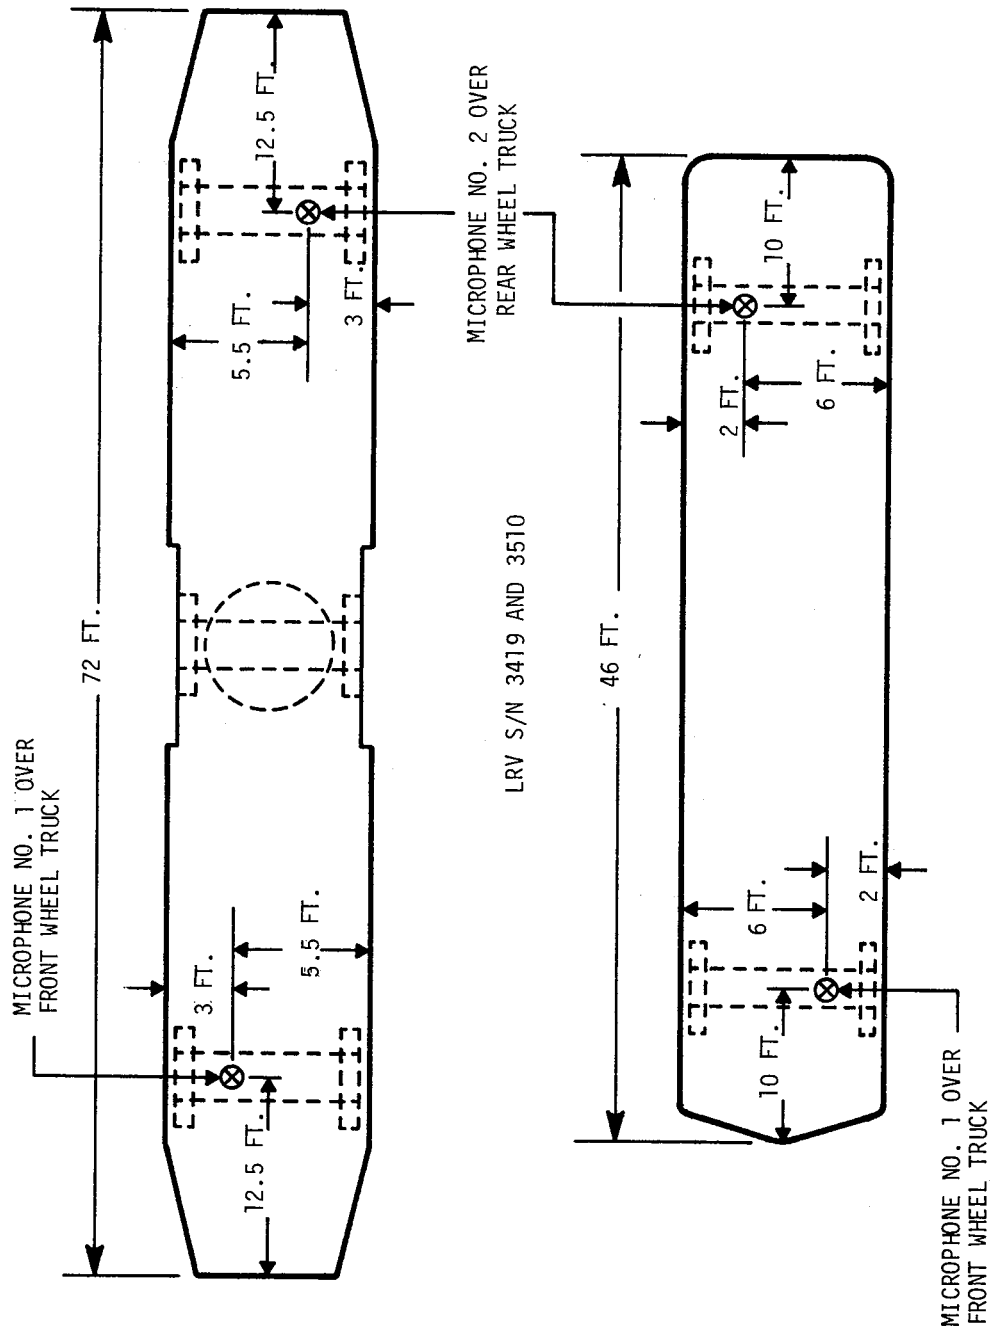 MICROPHONE NO. 1 OVER
FRONT WHEEL TRUCK
72 FT.
12.5 FT.
3 FT.
5.5 FT.
5.5 FT.
3 FT.
12.5 FT.
MICROPHONE NO. 2 OVER
REAR WHEEL TRUCK
LRV S/N 3419 AND 3510
46 FT.
10 FT.
6 FT.
2 FT.
2 FT.
6 FT.
10 FT.
MICROPHONE NO. 1 OVER
FRONT WHEEL TRUCK